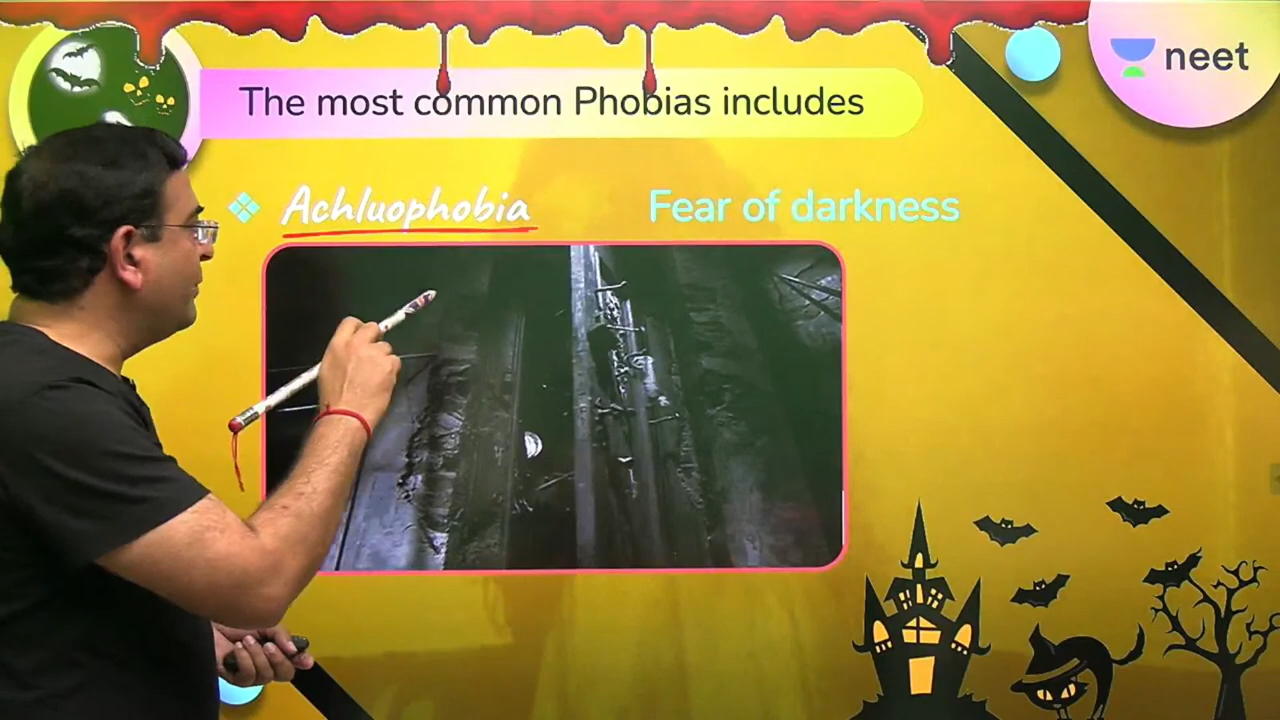 neet
The most common Phobias includes
Achluophobia Fear of darkness